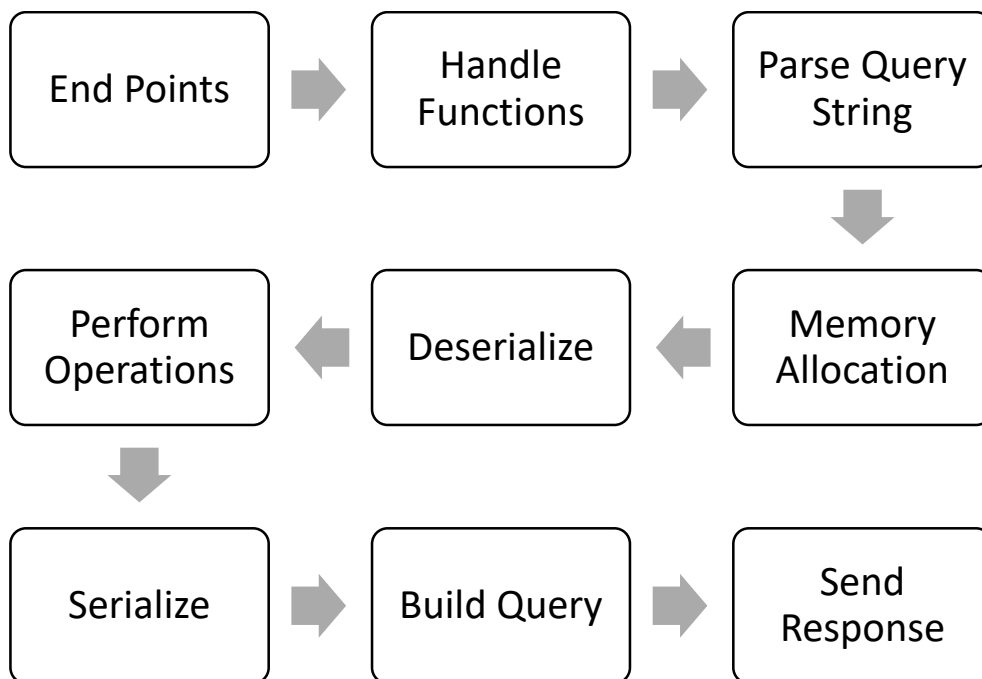 End Points
Handle
Functions
Parse Query
String
Perform
Operations
Deserialize
Memory
Allocation
Serialize
Build Query
Send
Response